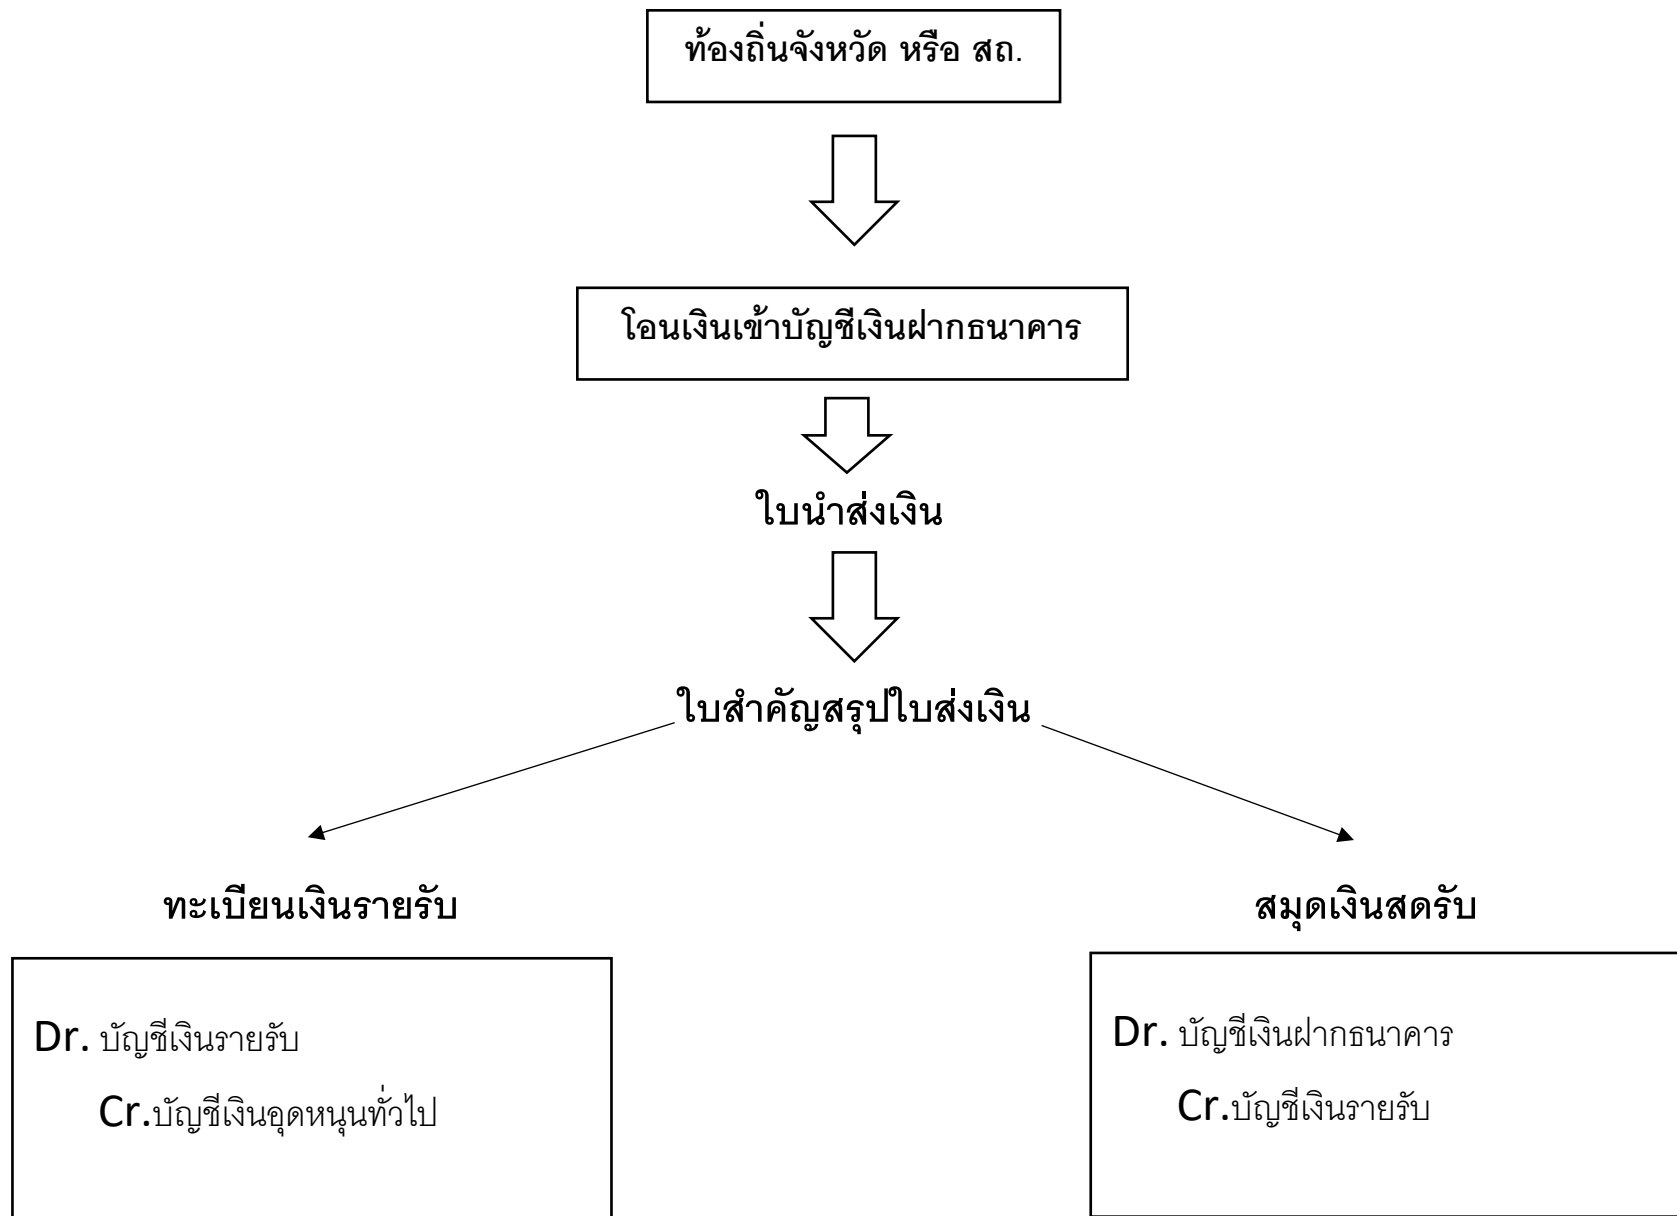 ท้องถิ่นจังหวัด หรือ สถ.
โอนเงินเข้าบัญชีเงินฝากธนาคาร
ใบนำส่งเงิน
ใบสำคัญสรุปใบส่งเงิน
ทะเบียนเงินรายรับ
Dr. บัญชีเงินรายรับ
Cr.บัญชีเงินอุดหนุนทั่วไป
สมุดเงินสดรับ
Dr. บัญชีเงินฝากธนาคาร
Cr.บัญชีเงินรายรับ